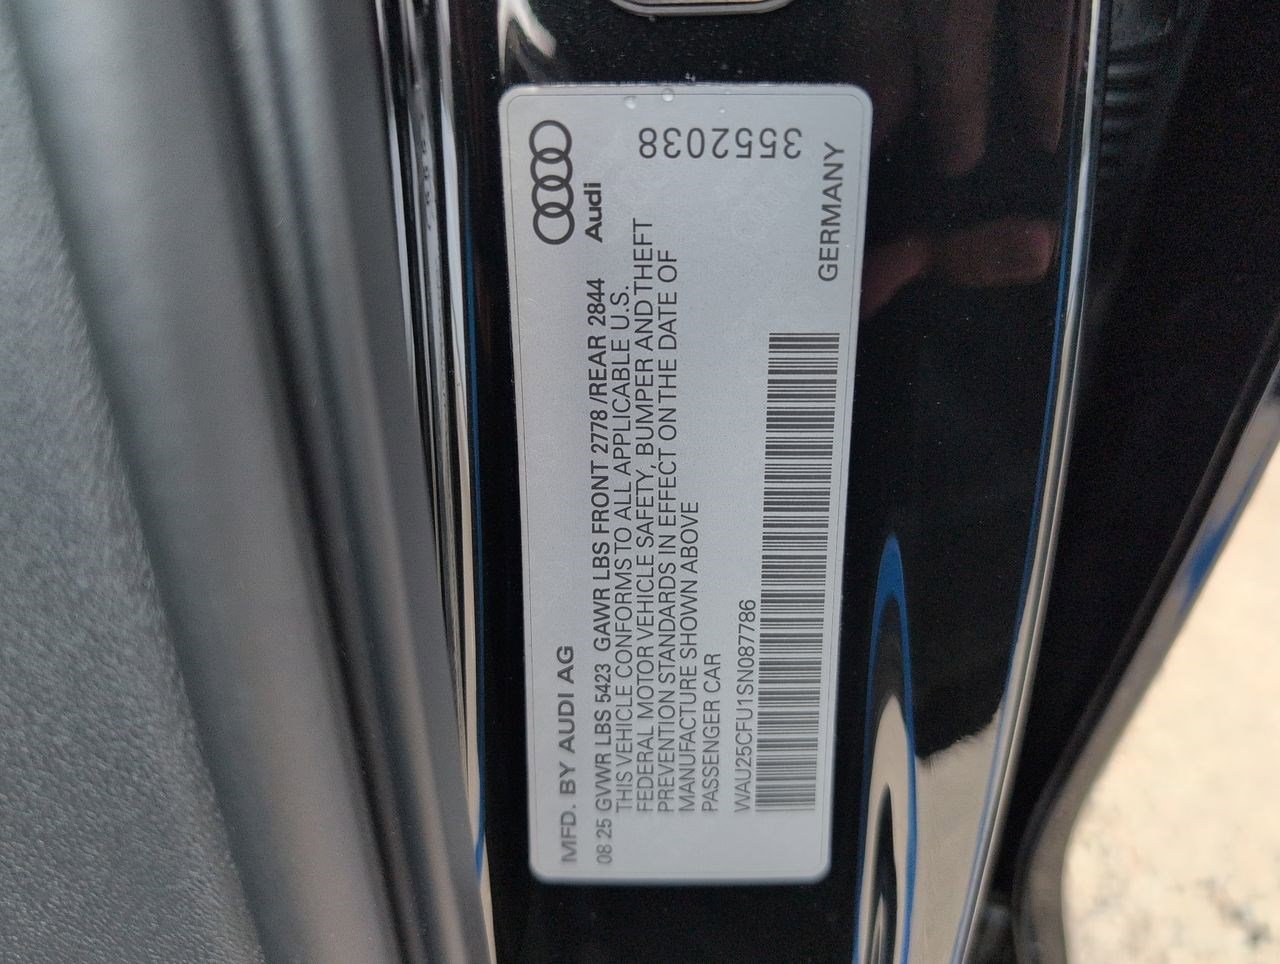 MFD. BY AUDI AG
Audi
08 25 GVWR LBS 5423 GAWR LBS FRONT 2778 /REAR 2844
THIS VEHICLE CONFORMS TO ALL APPLICABLE U.S.
FEDERAL MOTOR VEHICLE SAFETY, BUMPER AND THEFT
PREVENTION STANDARDS IN EFFECT ON THE DATE OF
MANUFACTURE SHOWN ABOVE
PASSENGER CAR
WAU25CFU1SN087786
GERMANY
3552038